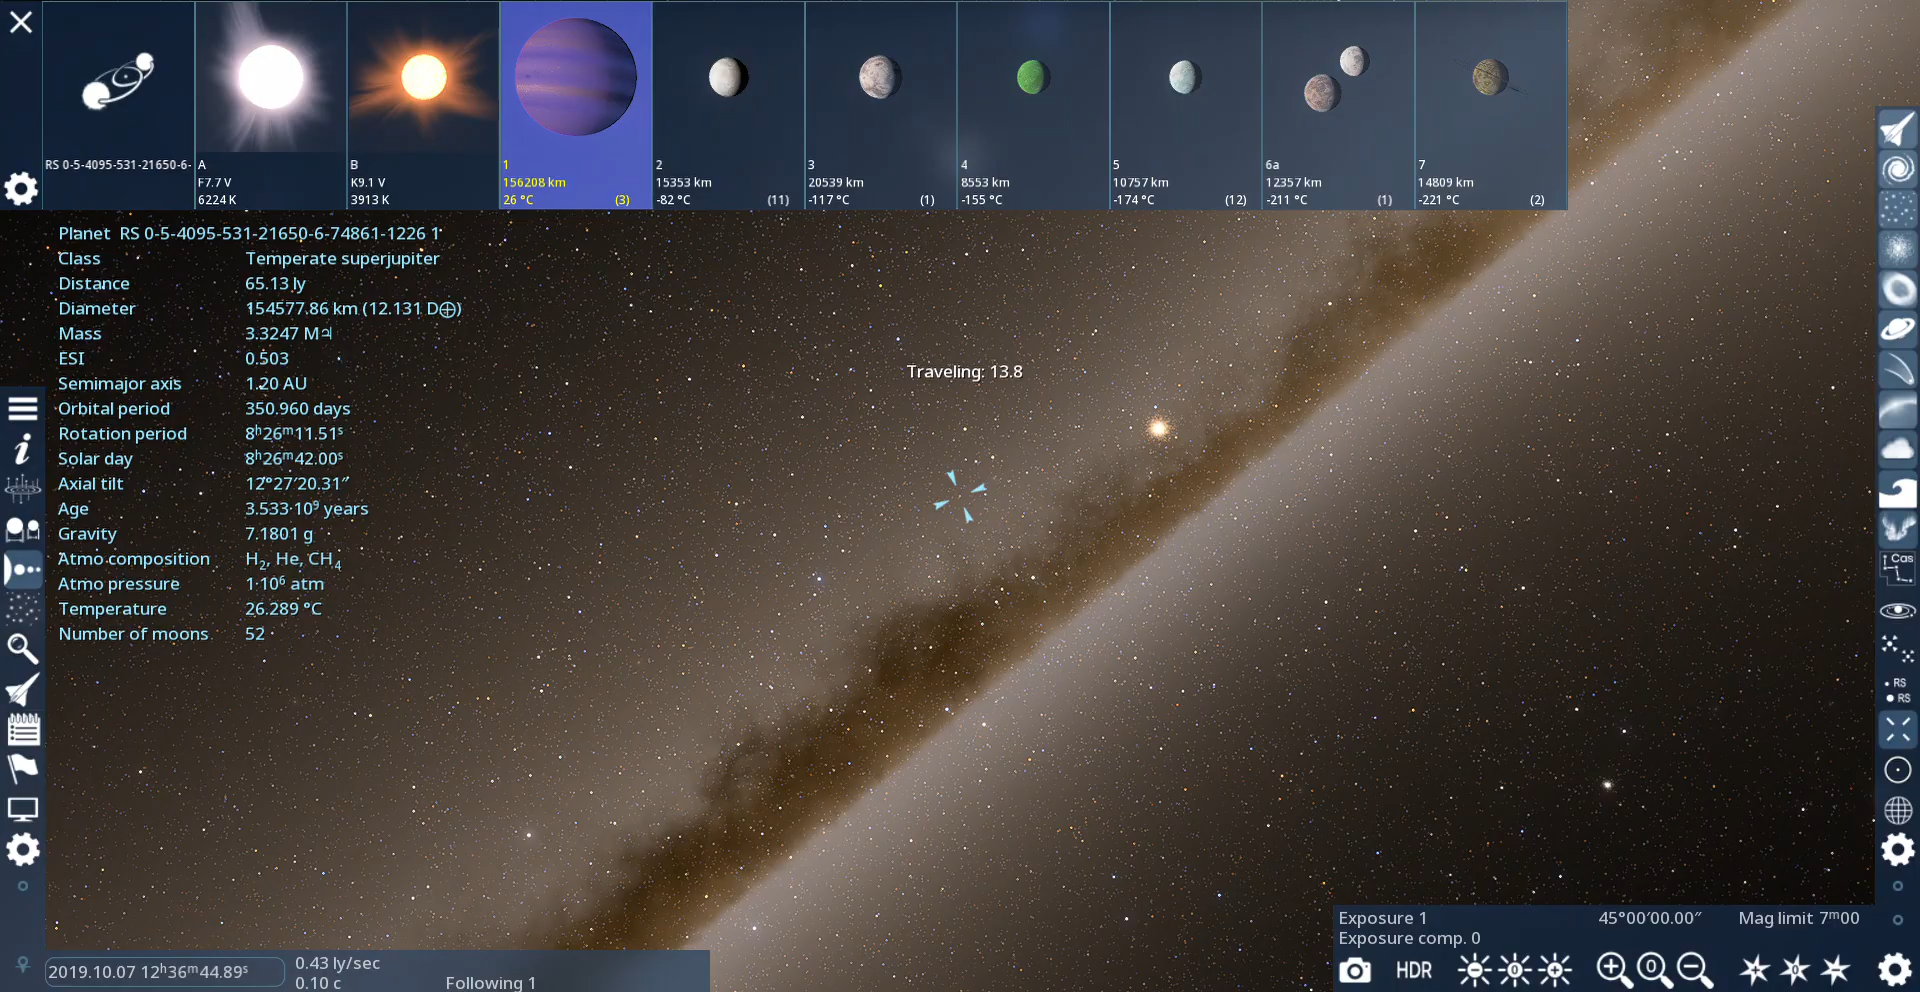 RS 0-5-4095-531-21650-6-
A
F7.7 V
6224 K
B
K9.1 V
3913 K
1
156208 km
26 °C (3)
2
15353 km
-82 °C (11)
3
20539 km
-117 °C (1)
4
8553 km
-155 °C
5
10757 km
-174 °C (12)
6a
12357 km
-211 °C (1)
7
14809 km
-221 °C (2)
Planet RS 0-5-4095-531-21650-6-74861-1226 1
Class Temperate superjupiter
Distance 65.13 ly
Diameter 154577.86 km (12.131 D⊕)
Mass 3.3247 M♃
ESI 0.503
Semimajor axis 1.20 AU
Orbital period 350.960 days
Rotation period 8ʰ26ᵐ11.51ˢ
Solar day 8ʰ26ᵐ42.00ˢ
Axial tilt 12°27′20.31″
Age 3.533·10⁹ years
Gravity 7.1801 g
Atmo composition H₂, He, CH₄
Atmo pressure 1·10⁶ atm
Temperature 26.289 °C
Number of moons 52
Traveling: 13.8
Cas
RS
RS
2019.10.07 12ʰ36ᵐ44.89ˢ
0.43 ly/sec
0.10 c
Following 1
Exposure 1 45°00′00.00″ Mag limit 7ᵐ00
Exposure comp. 0
HDR 0 0 0